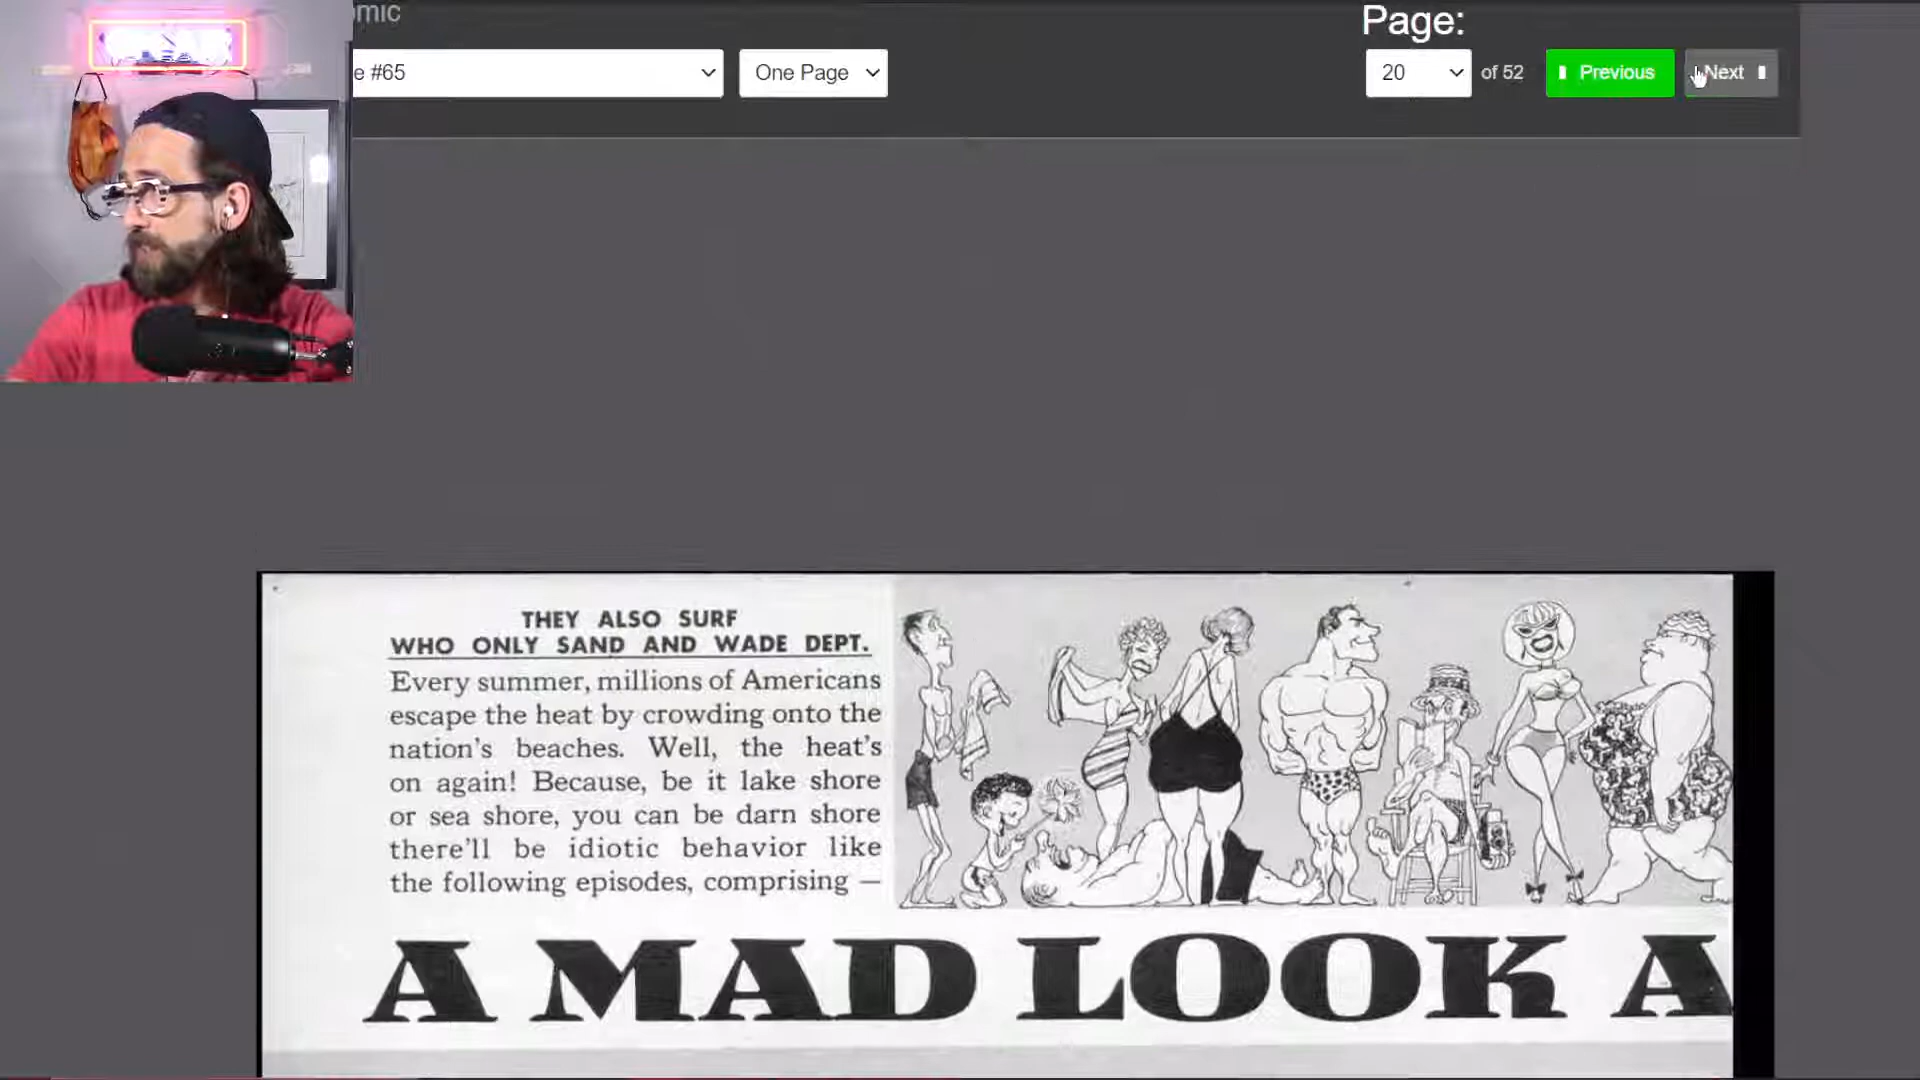 omic
Page:
e #65
One Page
20
of 52
Previous
Next
THEY ALSO SURF
WHO ONLY SAND AND WADE DEPT.
Every summer, millions of Americans
escape the heat by crowding onto the
nation's beaches. Well, the heat's
on again! Because, be it lake shore
or sea shore, you can be darn shore
there'll be idiotic behavior like
the following episodes, comprising —
A MAD LOOK A